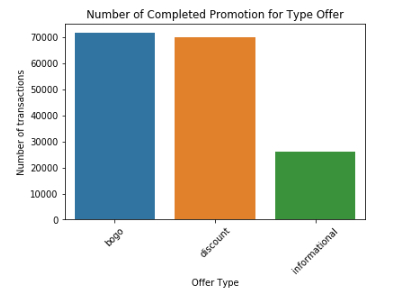 Number of Completed Promotion for Type Offer
Number of transactions
70000
60000
50000
40000
30000
20000
10000
0
bogo
discount
informational
Offer Type